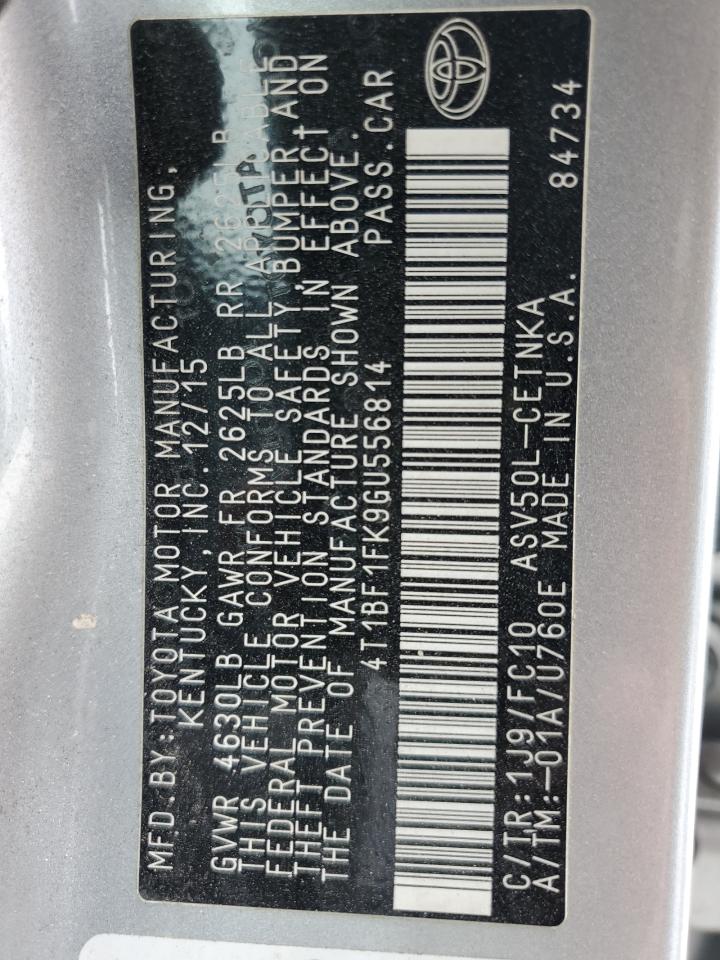 MFD.BY:TOYOTA MOTOR MANUFACTURING,
KENTUCKY,INC.12/15
GVWR 4630LB GAWR FR 2625LB RR 2625LB
THIS VEHICLE CONFORMS TO ALL APPLICABLE
FEDERAL MOTOR VEHICLE SAFETY,BUMPER AND
THEFT PREVENTION STANDARDS IN EFFECT ON
THE DATE OF MANUFACTURE SHOWN ABOVE.
4T1BF1FK9GU556814 PASS.CAR
C/TR:1J9/FC10 ASV50L-CETNKA
A/TM:-01A/U760E MADE IN U.S.A. 84734